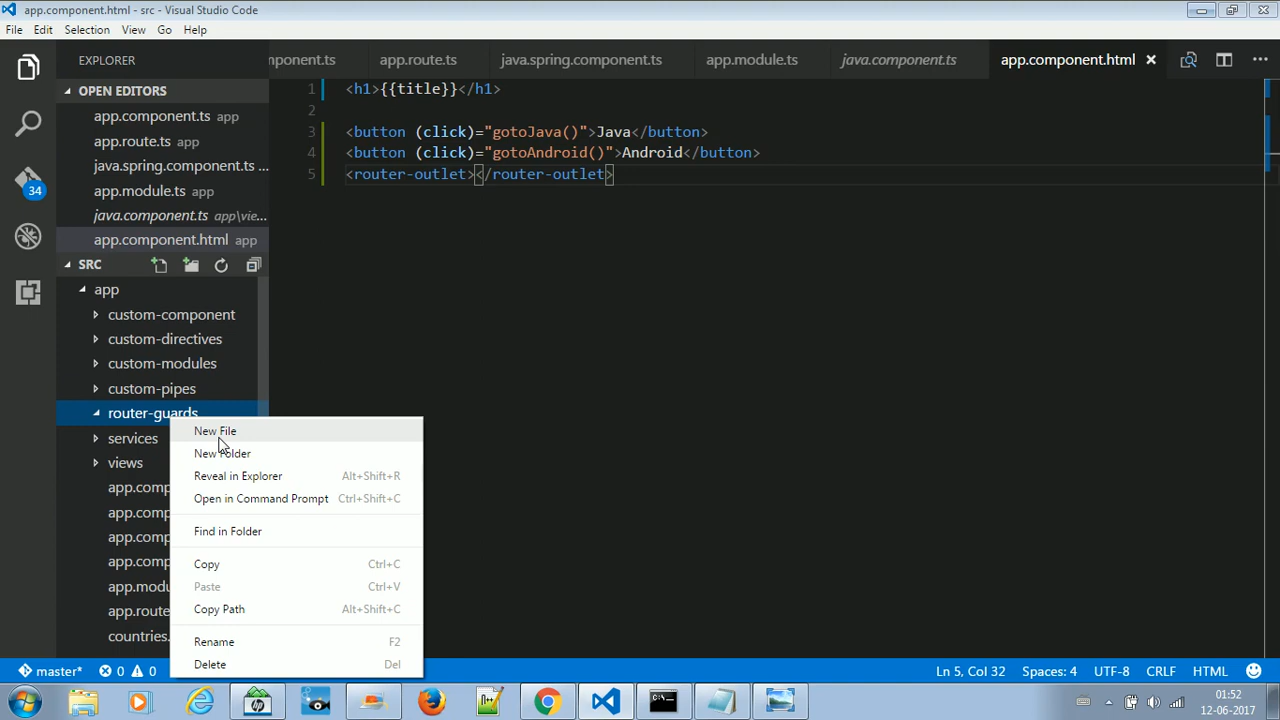 app.component.html - src - Visual Studio Code
File Edit Selection View Go Help
EXPLORER
mponent.ts app.route.ts java.spring.component.ts app.module.ts java.component.ts app.component.html
OPEN EDITORS
app.component.ts app
app.route.ts app
java.spring.component.ts ...
app.module.ts app
java.component.ts app\vie...
app.component.html app
34
SRC
app
custom-component
custom-directives
custom-modules
custom-pipes
router-guards
services
views
app.comp
app.comp
app.comp
app.comp
app.modu
app.route
countries.
1 <h1>{{title}}</h1>
2
3 <button (click)="gotoJava()">Java</button>
4 <button (click)="gotoAndroid()">Android</button>
5 <router-outlet></router-outlet>
New File
New Folder
Reveal in Explorer Alt+Shift+R
Open in Command Prompt Ctrl+Shift+C
Find in Folder
Copy Ctrl+C
Paste Ctrl+V
Copy Path Alt+Shift+C
Rename F2
Delete Del
master* 0 0 Ln 5, Col 32 Spaces: 4 UTF-8 CRLF HTML
hp
01:52
12-06-2017